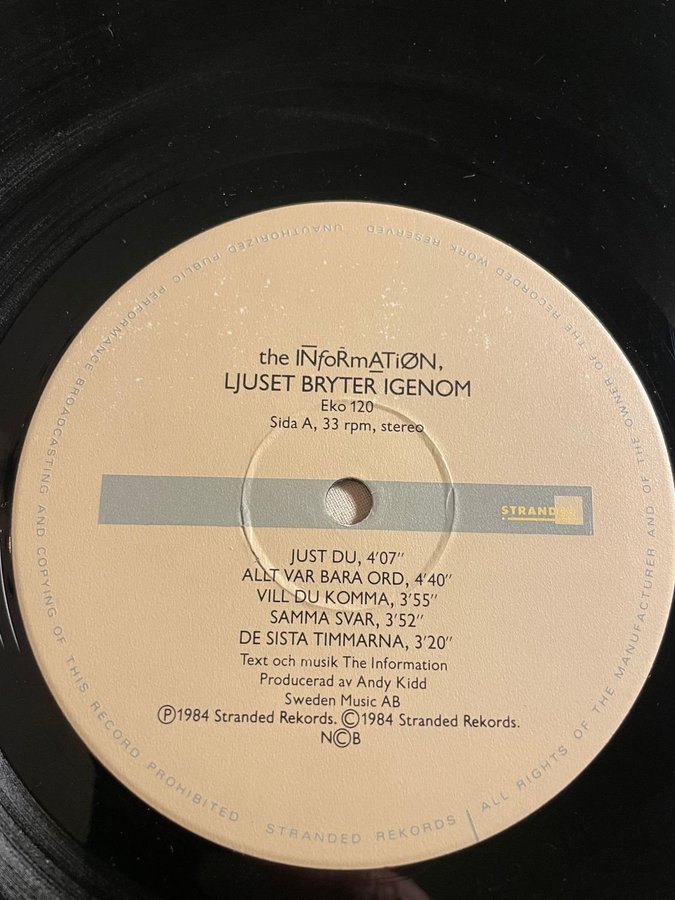 the INfoRmATiØN,
LJUSET BRYTER IGENOM
Eko 120
Sida A, 33 rpm, stereo
STRANDED
JUST DU, 4'07"
ALLT VAR BARA ORD, 4'40"
VILL DU KOMMA, 3'55"
SAMMA SVAR, 3'52"
DE SISTA TIMMARNA, 3'20"
Text och musik The Information
Producerad av Andy Kidd
Sweden Music AB
Ⓟ1984 Stranded Rekords. ©1984 Stranded Rekords.
N©B
STRANDED REKORDS | ALL RIGHTS OF THE MANUFACTURER AND OF THE OWNER OF THE RECORDED WORK RESERVED UNAUTHORIZED PUBLIC PERFORMANCE BROADCASTING AND COPYING OF THIS RECORD PROHIBITED ·